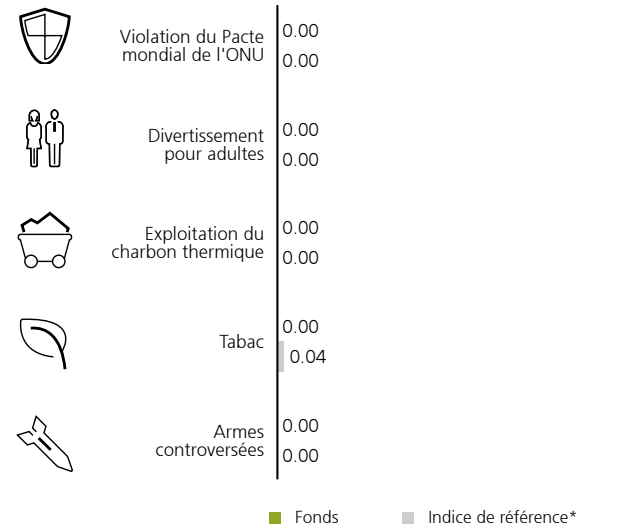 Violation du Pacte
mondial de l'ONU
0.00
0.00
Divertissement
pour adultes
0.00
0.00
Exploitation du
charbon thermique
0.00
0.00
Tabac
0.00
0.04
Armes
controversées
0.00
0.00
Fonds
Indice de référence*